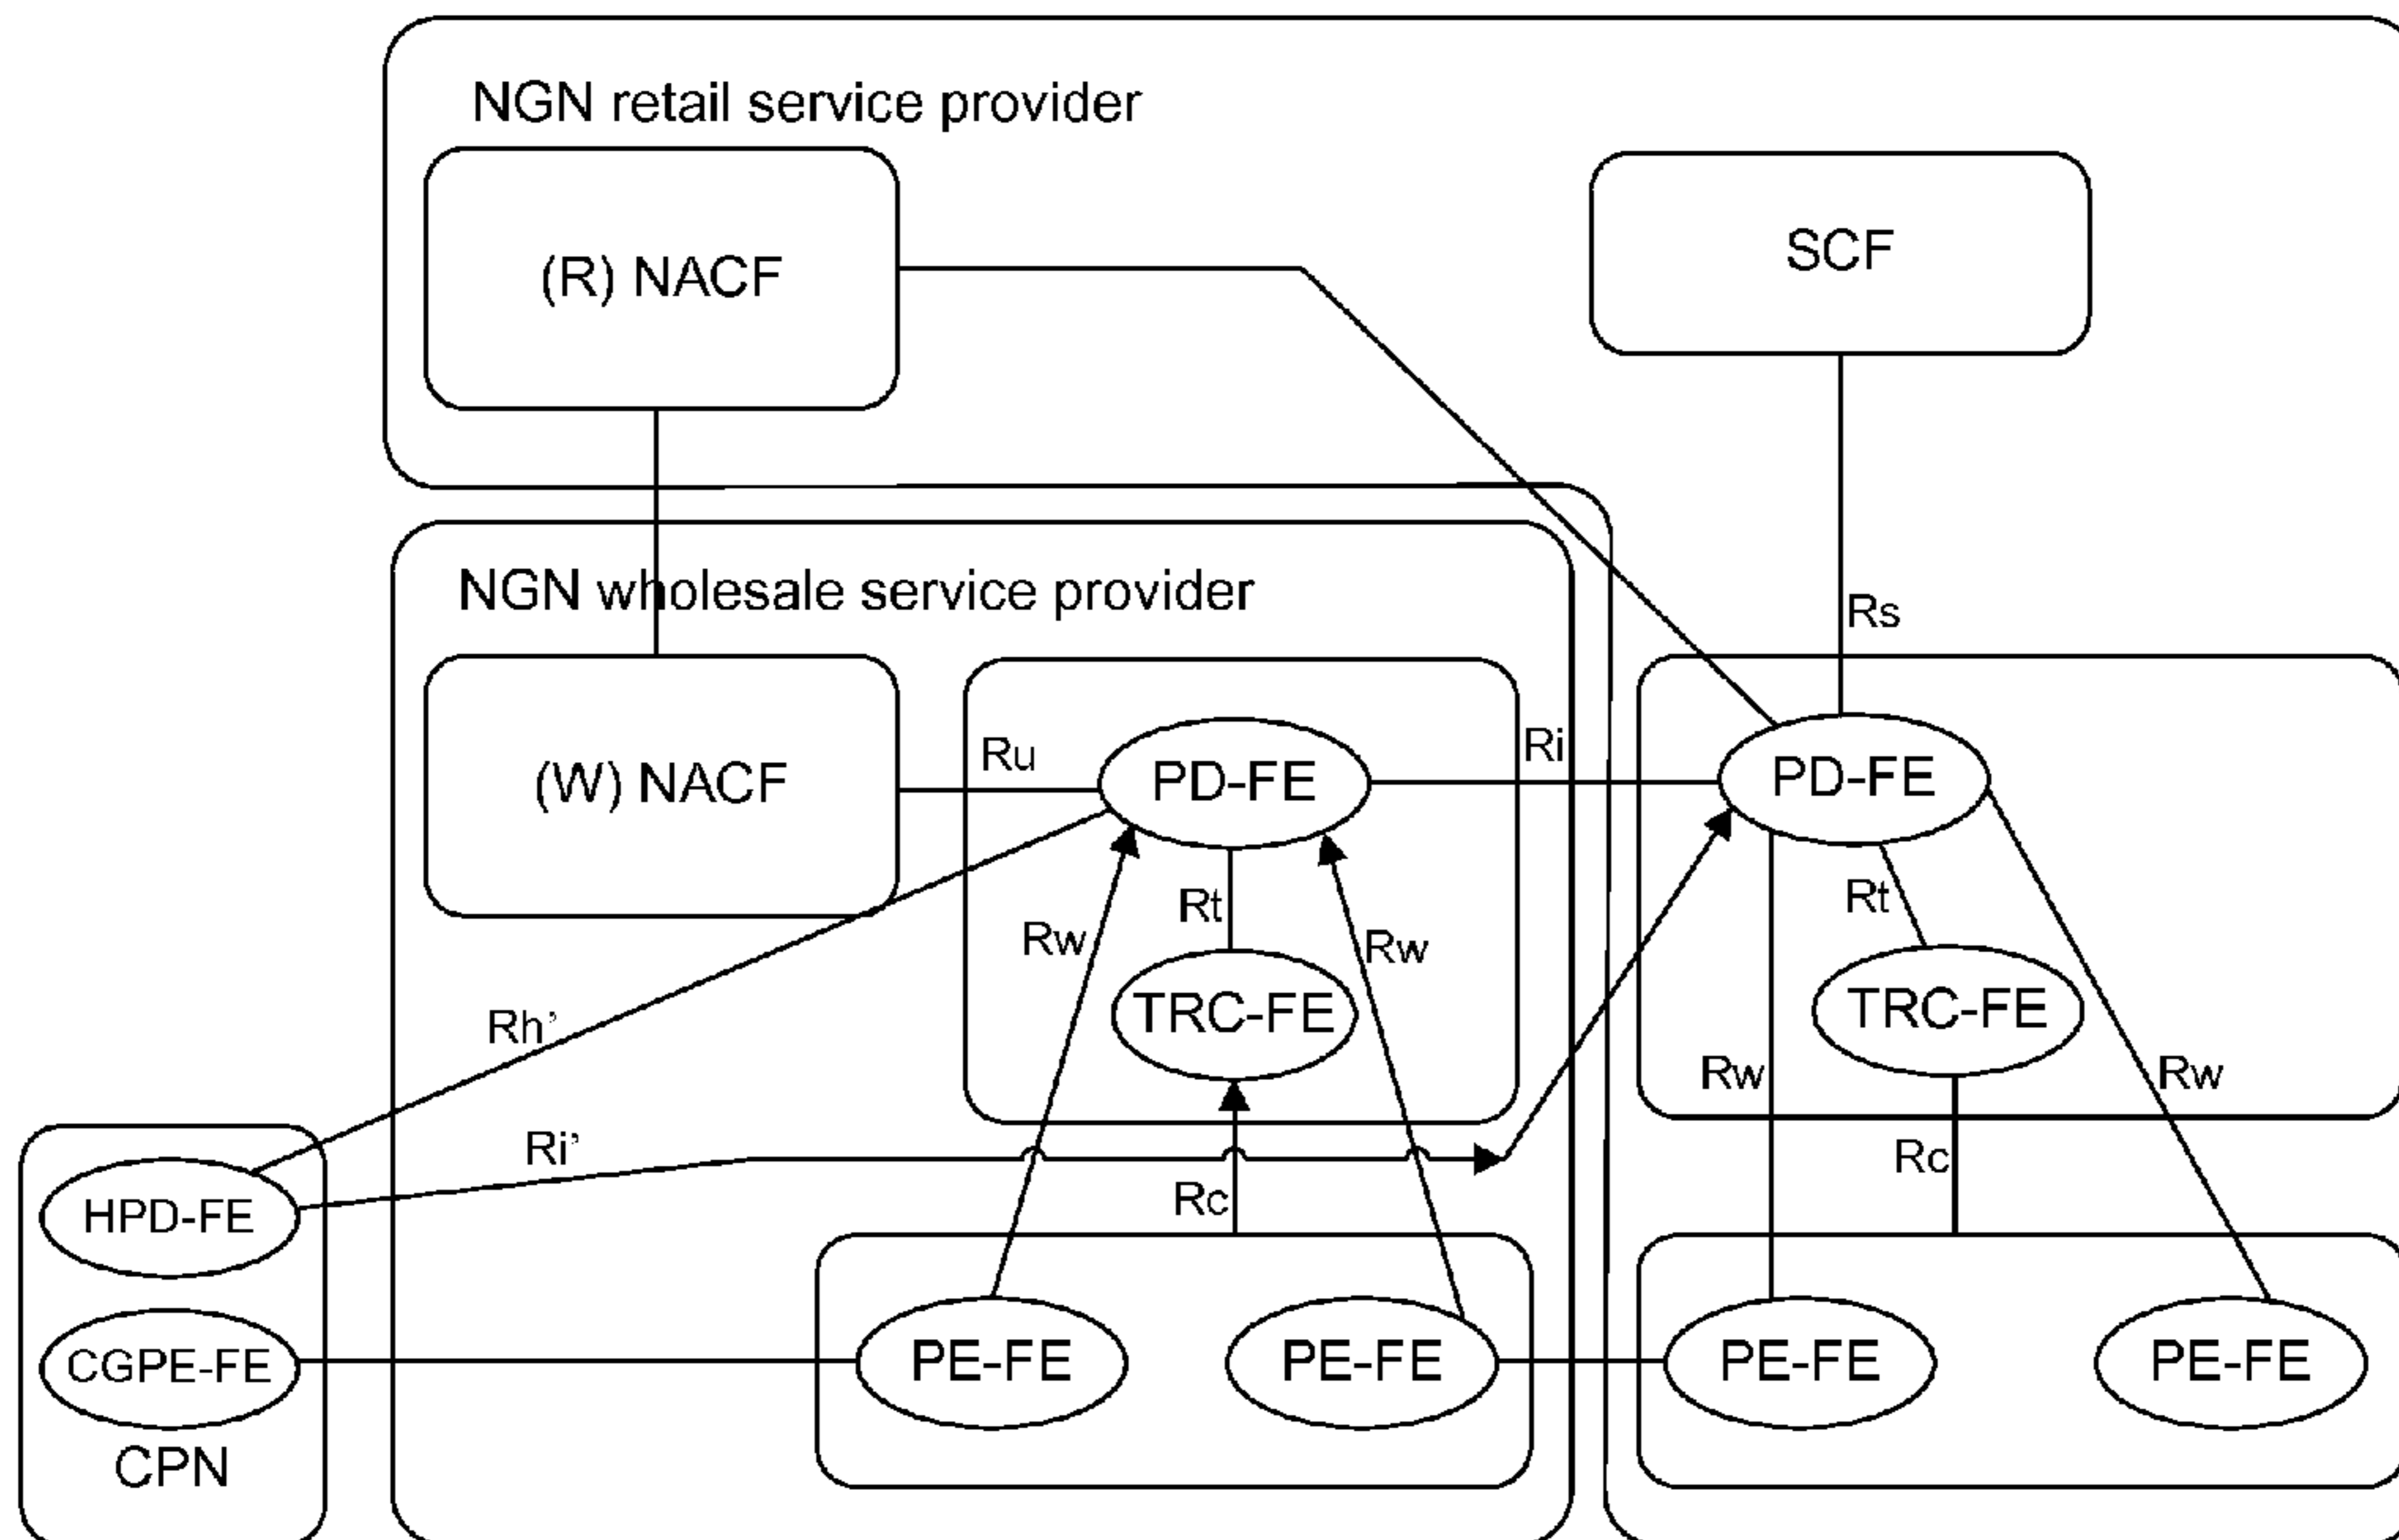 NGN retail service provider
(R) NACF
SCF
NGN wholesale service provider
Rs
(W) NACF
Ru
PD-FE
Ri
PD-FE
Rt
Rw
Rw
Rt
TRC-FE
TRC-FE
Rh’
Rw
Rw
Ri’
Rc
Rc
HPD-FE
CGPE-FE
PE-FE
PE-FE
PE-FE
PE-FE
CPN